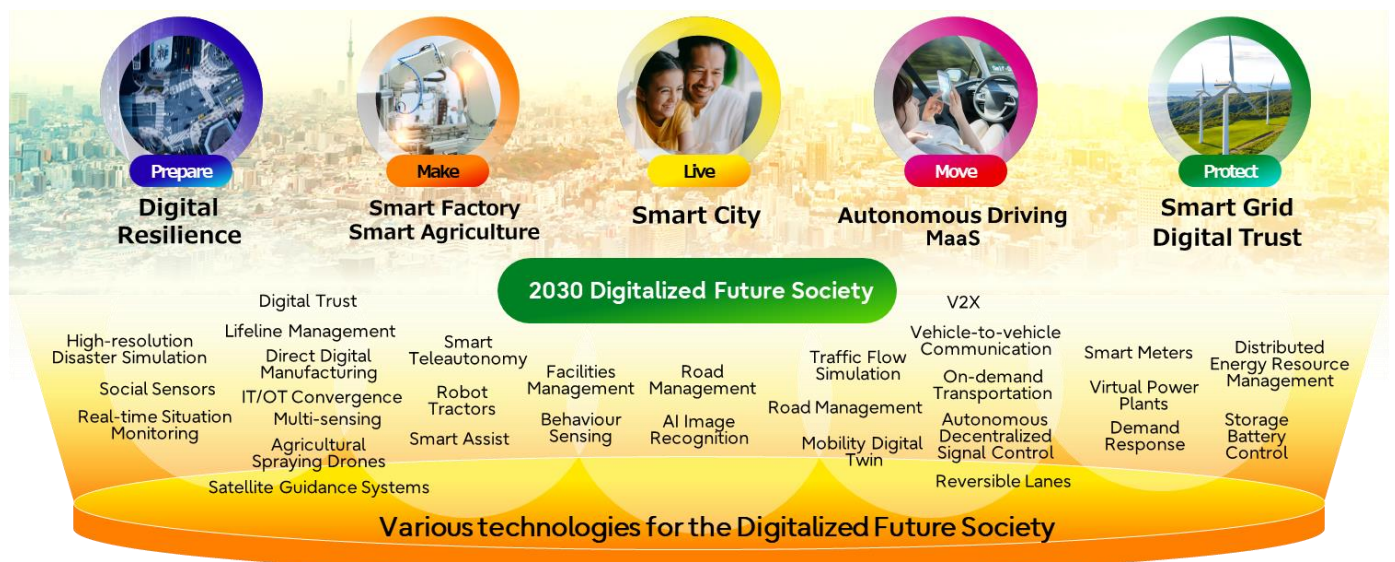 Prepare
Digital
Resilience
Make
Smart Factory
Smart Agriculture
Live
Smart City
Move
Autonomous Driving
MaaS
Protect
Smart Grid
Digital Trust
2030 Digitalized Future Society
High-resolution
Disaster Simulation
Social Sensors
Real-time Situation
Monitoring
Digital Trust
Lifeline Management
Direct Digital
Manufacturing
IT/OT Convergence
Multi-sensing
Agricultural
Spraying Drones
Satellite Guidance Systems
Smart
Teleautonomy
Robot
Tractors
Smart Assist
Facilities
Management
Behaviour
Sensing
Road
Management
AI Image
Recognition
Traffic Flow
Simulation
Road Management
Mobility Digital
Twin
V2X
Vehicle-to-vehicle
Communication
On-demand
Transportation
Autonomous
Decentralized
Signal Control
Reversible Lanes
Smart Meters
Virtual Power
Plants
Demand
Response
Distributed
Energy Resource
Management
Storage
Battery
Control
Various technologies for the Digitalized Future Society